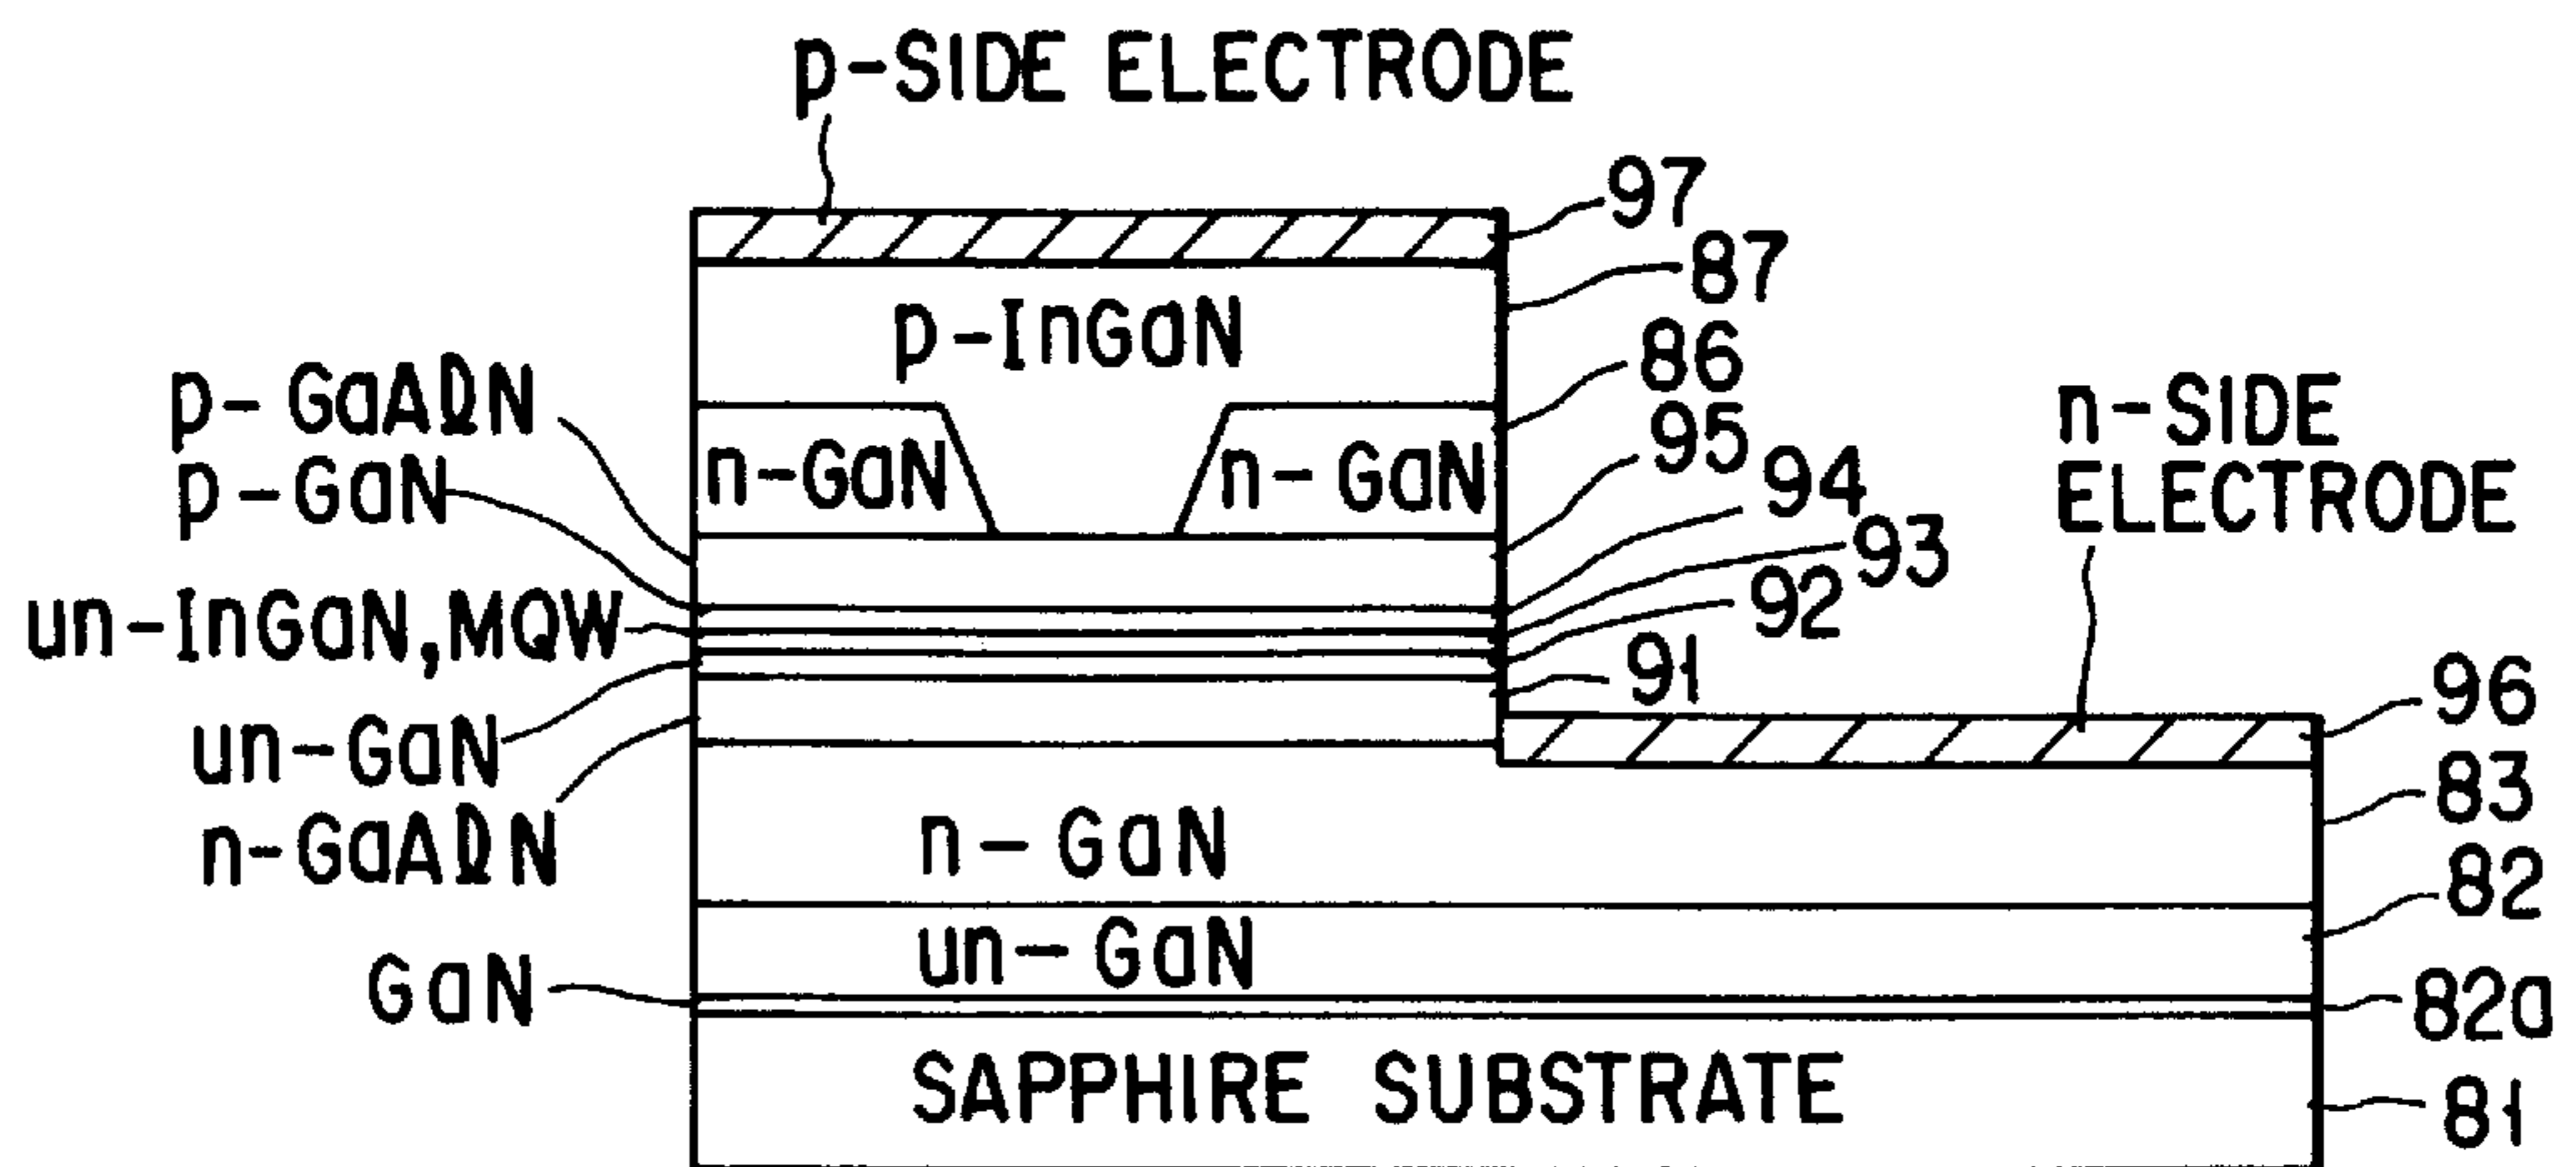 p-SIDE ELECTRODE
97
87
p-InGaN
86
p-GaAlN
n-SIDE
ELECTRODE
95
n-GaN
n-GaN
94
p-GaN
93
92
un-InGaN,MQW
91
96
un-GaN
83
n-GaAlN
n-GaN
82
un-GaN
GaN
82a
SAPPHIRE SUBSTRATE
81